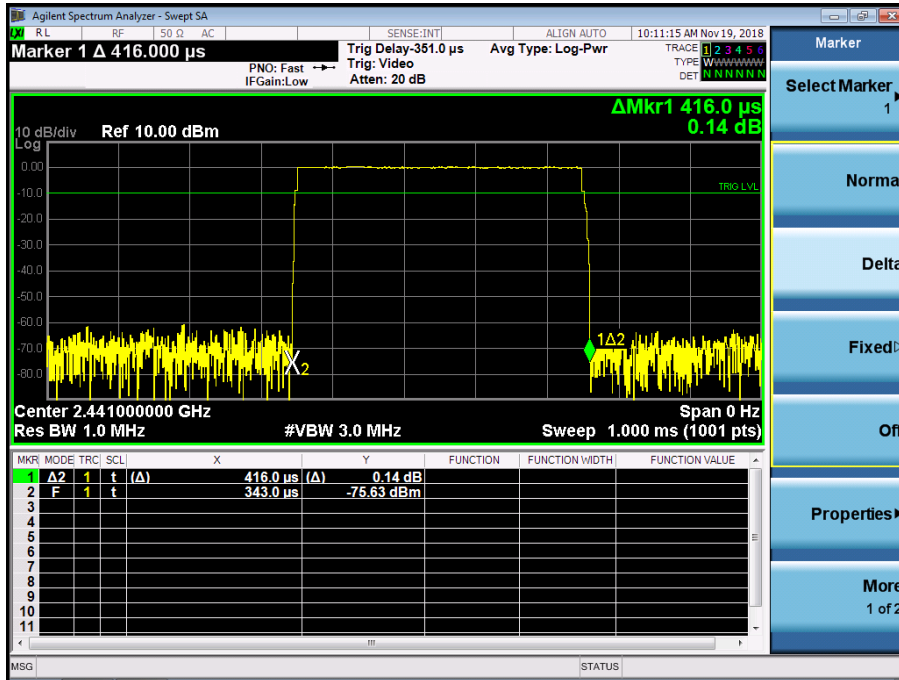 Agilent Spectrum Analyzer - Swept SA
LXI RL RF 50 Ω AC SENSE:INT ALIGN AUTO 10:11:15 AM Nov 19, 2018
Marker 1 Δ 416.000 µs
PNO: Fast
IFGain:Low
Trig Delay-351.0 µs
Trig: Video
Atten: 20 dB
Avg Type: Log-Pwr
TRACE 1 2 3 4 5 6
TYPE WWWWWW
DET N N N N N N
ΔMkr1 416.0 µs
0.14 dB
10 dB/div Ref 10.00 dBm
Log
0.00
-10.0
TRIG LVL
-20.0
-30.0
-40.0
-50.0
-60.0
-70.0
-80.0
1Δ2
2
Center 2.441000000 GHz Span 0 Hz
Res BW 1.0 MHz #VBW 3.0 MHz Sweep 1.000 ms (1001 pts)
MKR MODE TRC SCL X Y FUNCTION FUNCTION WIDTH FUNCTION VALUE
1 Δ2 1 t (Δ) 416.0 µs (Δ) 0.14 dB
2 F 1 t 343.0 µs -75.63 dBm
3
4
5
6
7
8
9
10
11
MSG STATUS
Marker
Select Marker
1
Norma
Delta
Fixed
Off
Properties
More
1 of 2